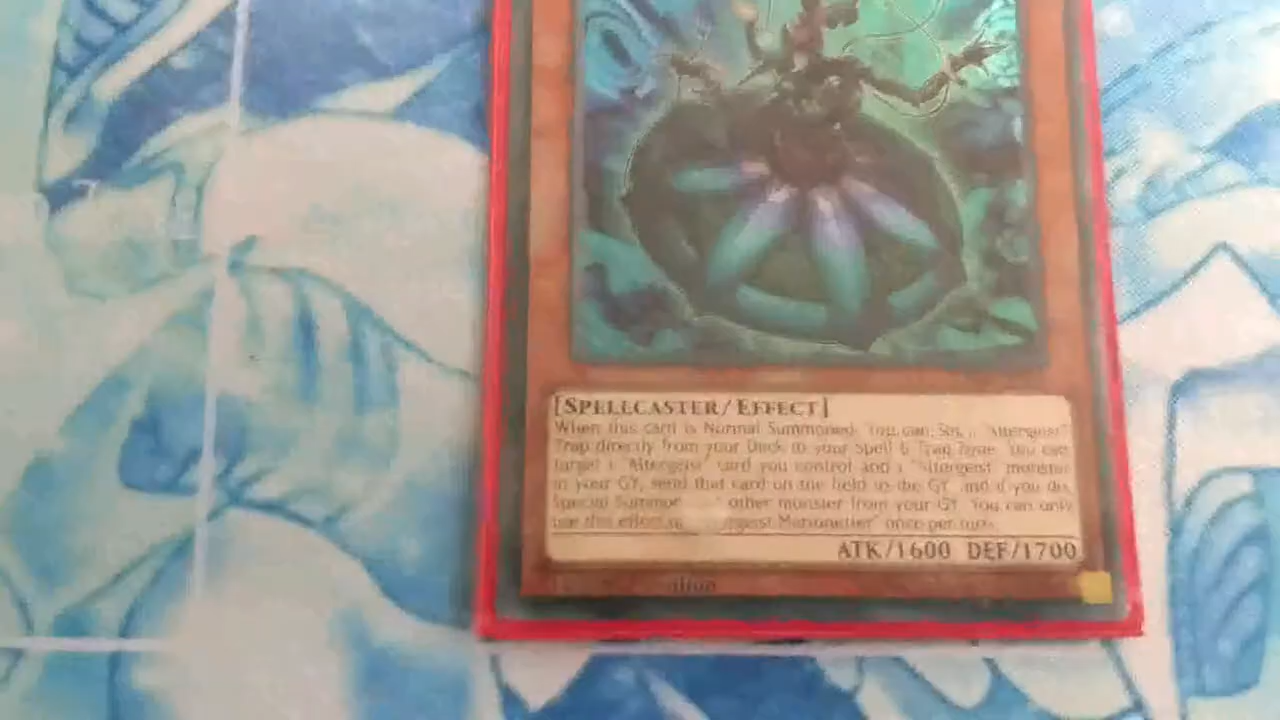 [SPELLCASTER/EFFECT]
When this card is Normal Summoned: You can Set 1 "Altergeist"
Trap directly from your Deck to your Spell & Trap Zone. You can
target 1 "Altergeist" card you control and 1 "Altergeist" monster
in your GY; send that card on the field to the GY, and if you do,
Special Summon other monster from your GY. You can only
use this effect of Marionetter" once per turn.
ATK/1600 DEF/1700